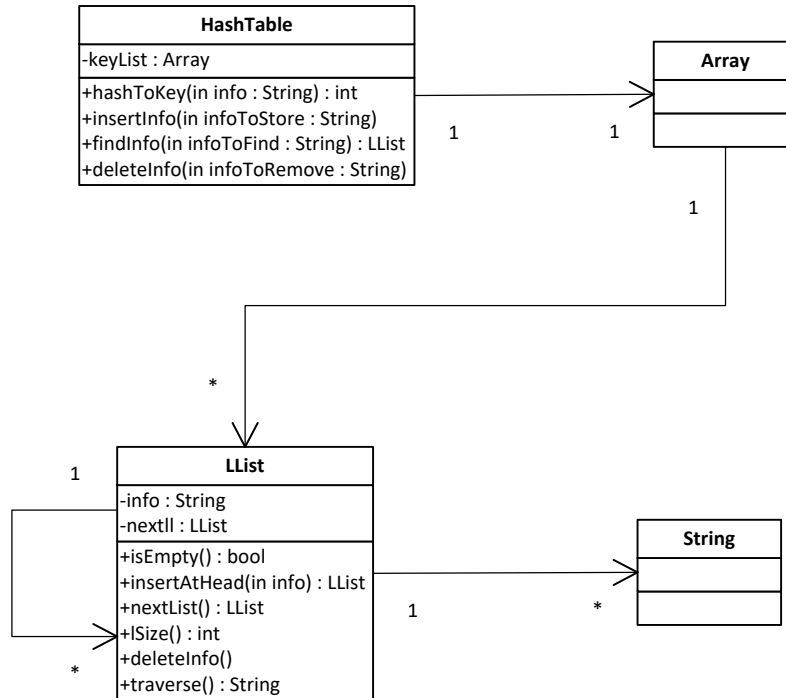 HashTable
-keyList : Array
+hashToKey(in info : String) : int
+insertInfo(in infoToStore : String)
+findInfo(in infoToFind : String) : LList
+deleteInfo(in infoToRemove : String)
Array
1
1
1
*
LList
1
-info : String
-nextll : LList
+isEmpty() : bool
+insertAtHead(in info) : LList
+nextList() : LList
+lSize() : int
+deleteInfo()
+traverse() : String
*
String
1
*